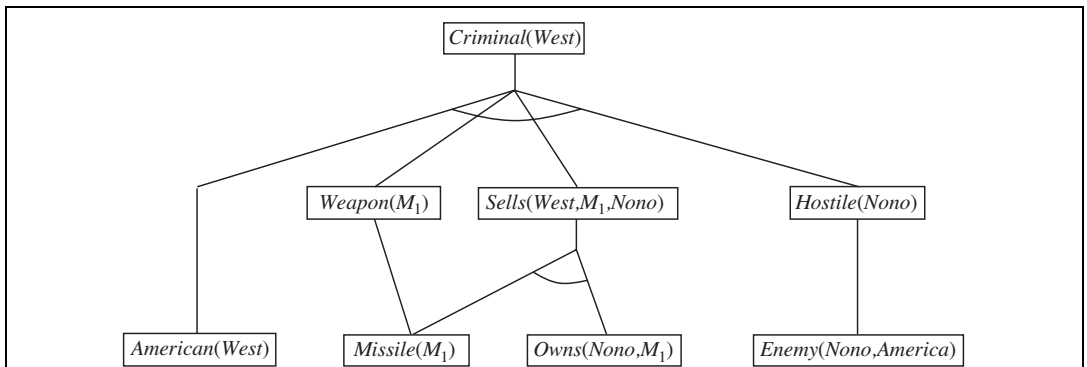 Criminal(West)
Weapon(M₁)
Sells(West,M₁,Nono)
Hostile(Nono)
American(West)
Missile(M₁)
Owns(Nono,M₁)
Enemy(Nono,America)